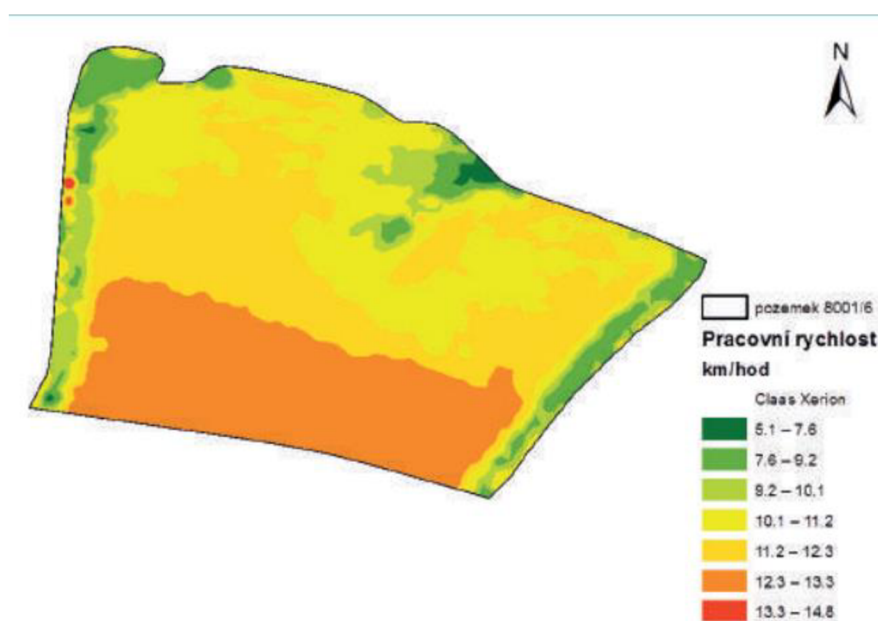 N
pozemek 8001/6
Pracovní rychlost
km/hod
Claas Xerion
5.1 – 7.6
7.6 – 9.2
9.2 – 10.1
10.1 – 11.2
11.2 – 12.3
12.3 – 13.3
13.3 – 14.8